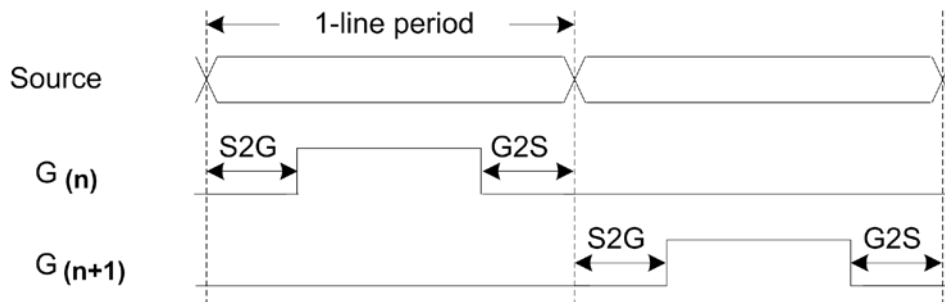 1-line period
Source
S2G
G2S
G (n)
S2G
G2S
G (n+1)